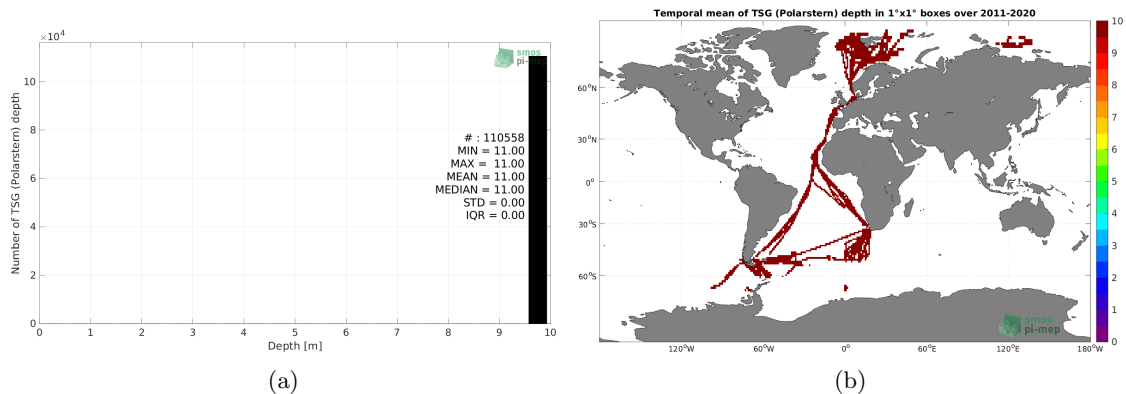 ×10⁴
smos
pi-mep
10
8
6
4
2
0
Number of TSG (Polarstern) depth
# : 110558
MIN = 11.00
MAX = 11.00
MEAN = 11.00
MEDIAN = 11.00
STD = 0.00
IQR = 0.00
0 1 2 3 4 5 6 7 8 9 10
Depth [m]
(a)
Temporal mean of TSG (Polarstern) depth in 1°x1° boxes over 2011-2020
60°N
30°N
0°
30°S
60°S
120°W 60°W 0° 60°E 120°E 180°W
smos
pi-mep
10
9
8
7
6
5
4
3
2
1
0
(b)